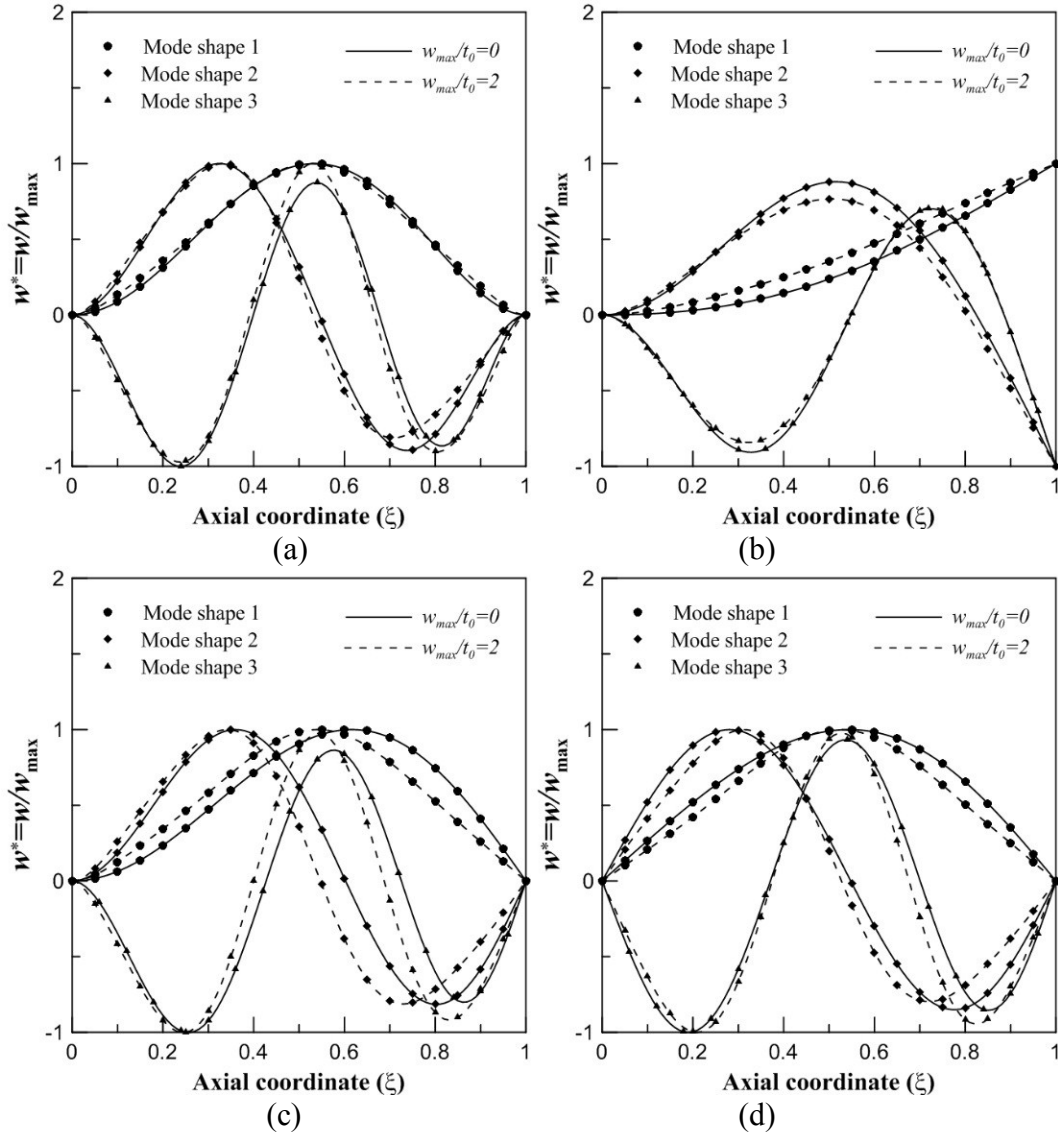 2
Mode shape 1
Mode shape 2
Mode shape 3
w_max/t_0=0
w_max/t_0=2
1
0
-1
w*=w/w_max
0 0.2 0.4 0.6 0.8 1
Axial coordinate (ξ)
(a)
2
Mode shape 1
Mode shape 2
Mode shape 3
w_max/t_0=0
w_max/t_0=2
1
0
-1
w*=w/w_max
0 0.2 0.4 0.6 0.8 1
Axial coordinate (ξ)
(b)
2
Mode shape 1
Mode shape 2
Mode shape 3
w_max/t_0=0
w_max/t_0=2
1
0
-1
w*=w/w_max
0 0.2 0.4 0.6 0.8 1
Axial coordinate (ξ)
(c)
2
Mode shape 1
Mode shape 2
Mode shape 3
w_max/t_0=0
w_max/t_0=2
1
0
-1
w*=w/w_max
0 0.2 0.4 0.6 0.8 1
Axial coordinate (ξ)
(d)